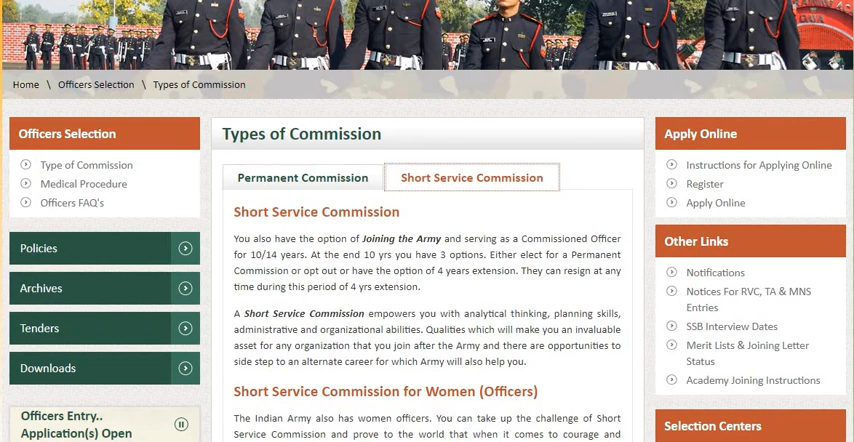 Home \ Officers Selection \ Types of Commission
Officers Selection
Type of Commission
Medical Procedure
Officers FAQ's
Policies
Archives
Tenders
Downloads
Officers Entry..
Application(s) Open
Types of Commission
Permanent Commission
Short Service Commission
Short Service Commission
You also have the option of Joining the Army and serving as a Commissioned Officer
for 10/14 years. At the end 10 yrs you have 3 options. Either elect for a Permanent
Commission or opt out or have the option of 4 years extension. They can resign at any
time during this period of 4 yrs extension.
A Short Service Commission empowers you with analytical thinking, planning skills,
administrative and organizational abilities. Qualities which will make you an invaluable
asset for any organization that you join after the Army and there are opportunities to
side step to an alternate career for which Army will also help you.
Short Service Commission for Women (Officers)
The Indian Army also has women officers. You can take up the challenge of Short
Service Commission and prove to the world that when it comes to courage and
Apply Online
Instructions for Applying Online
Register
Apply Online
Other Links
Notifications
Notices For RVC, TA & MNS
Entries
SSB Interview Dates
Merit Lists & Joining Letter
Status
Academy Joining Instructions
Selection Centers